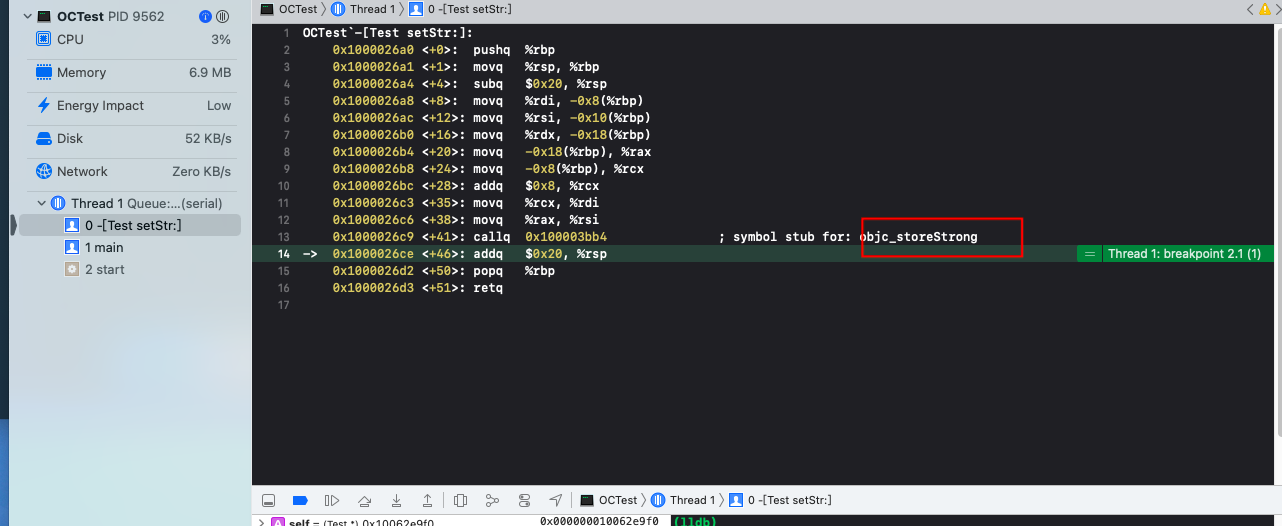 OCTest PID 9562
CPU 3%
Memory 6.9 MB
Energy Impact Low
Disk 52 KB/s
Network Zero KB/s
Thread 1 Queue:...(serial)
0 -[Test setStr:]
1 main
2 start
OCTest Thread 1 0 -[Test setStr:]
1 OCTest`-[Test setStr:]:
2 0x1000026a0 <+0>: pushq %rbp
3 0x1000026a1 <+1>: movq %rsp, %rbp
4 0x1000026a4 <+4>: subq $0x20, %rsp
5 0x1000026a8 <+8>: movq %rdi, -0x8(%rbp)
6 0x1000026ac <+12>: movq %rsi, -0x10(%rbp)
7 0x1000026b0 <+16>: movq %rdx, -0x18(%rbp)
8 0x1000026b4 <+20>: movq -0x18(%rbp), %rax
9 0x1000026b8 <+24>: movq -0x8(%rbp), %rcx
10 0x1000026bc <+28>: addq $0x8, %rcx
11 0x1000026c3 <+35>: movq %rcx, %rdi
12 0x1000026c6 <+38>: movq %rax, %rsi
13 0x1000026c9 <+41>: callq 0x100003bb4 ; symbol stub for: objc_storeStrong
14 -> 0x1000026ce <+46>: addq $0x20, %rsp = Thread 1: breakpoint 2.1 (1)
15 0x1000026d2 <+50>: popq %rbp
16 0x1000026d3 <+51>: retq
17
OCTest Thread 1 0 -[Test setStr:]
A self = (Test *) 0x10062e9f0 0x000000010062e9f0 (lldb)